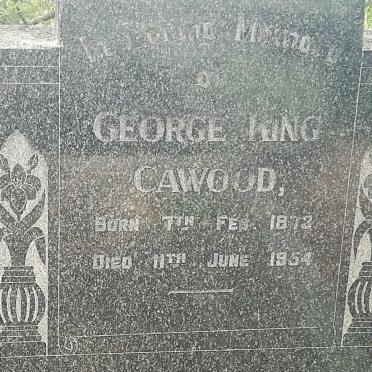 In Loving Memory
of
GEORGE KING
CAWOOD,
BORN 7TH FEB. 1873
DIED 11TH JUNE 1954